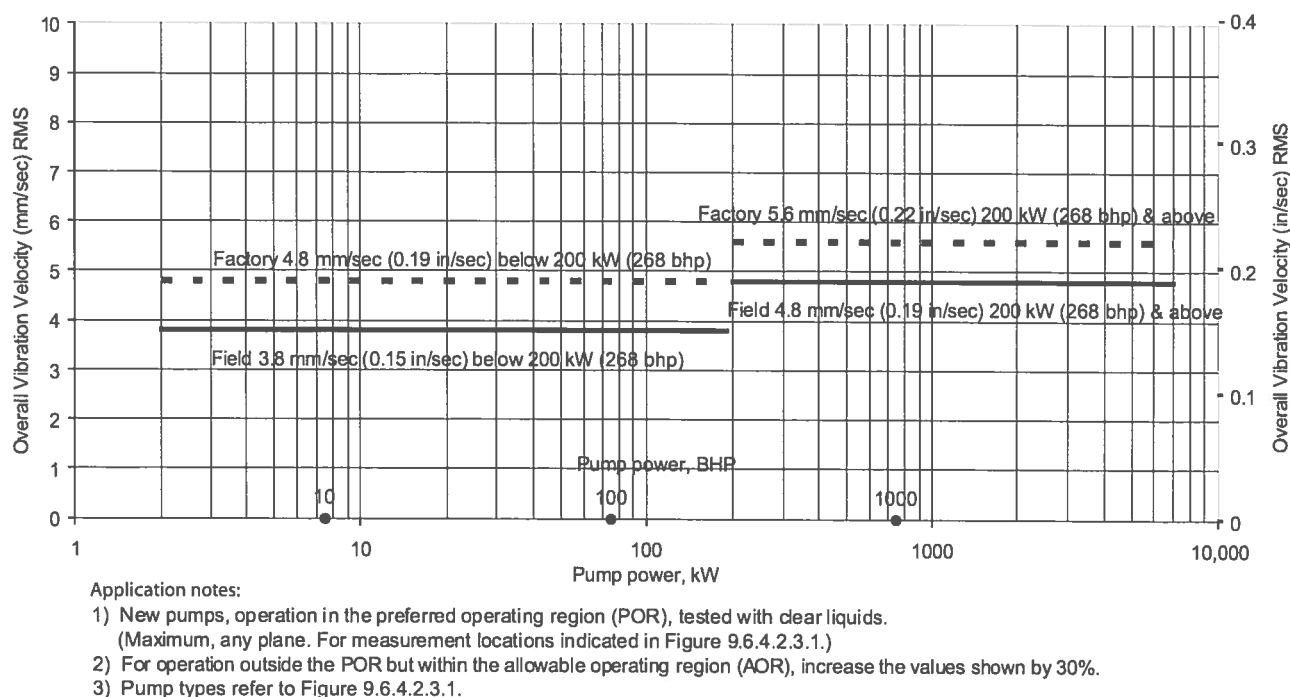 10
9
8
7
6
5
4
3
2
1
0
Overall Vibration Velocity (mm/sec) RMS
0.4
0.3
0.2
0.1
0
Overall Vibration Velocity (in/sec) RMS
Factory 5.6 mm/sec (0.22 in/sec) 200 kW (268 bhp) & above
Factory 4.8 mm/sec (0.19 in/sec) below 200 kW (268 bhp)
Field 4.8 mm/sec (0.19 in/sec) 200 kW (268 bhp) & above
Field 3.8 mm/sec (0.15 in/sec) below 200 kW (268 bhp)
Pump power, BHP
10 100 1000
1 10 100 1000 10,000
Pump power, kW
Application notes:
1) New pumps, operation in the preferred operating region (POR), tested with clear liquids.
(Maximum, any plane. For measurement locations indicated in Figure 9.6.4.2.3.1.)
2) For operation outside the POR but within the allowable operating region (AOR), increase the values shown by 30%.
3) Pump types refer to Figure 9.6.4.2.3.1.